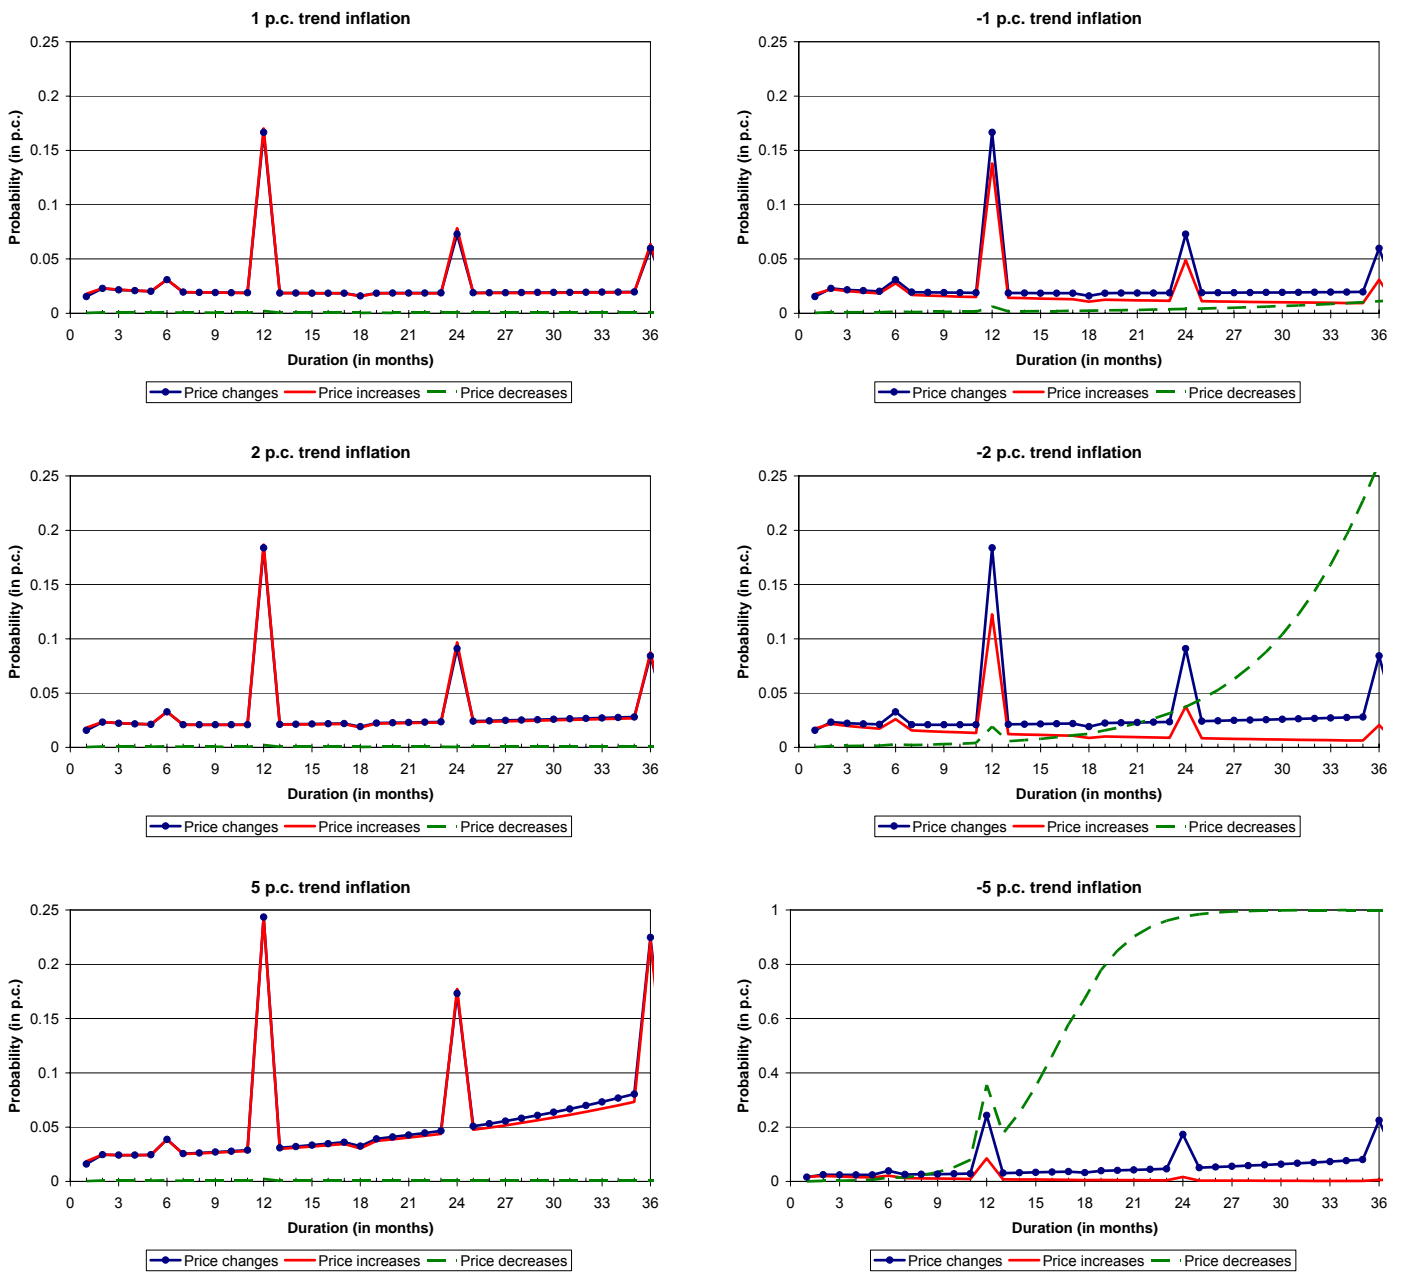 1 p.c. trend inflation
0.25
0.2
0.15
0.1
0.05
0
Probability (in p.c.)
0 3 6 9 12 15 18 21 24 27 30 33 36
Duration (in months)
Price changes Price increases Price decreases
-1 p.c. trend inflation
0.25
0.2
0.15
0.1
0.05
0
Probability (in p.c.)
0 3 6 9 12 15 18 21 24 27 30 33 36
Duration (in months)
Price changes Price increases Price decreases
2 p.c. trend inflation
0.25
0.2
0.15
0.1
0.05
0
Probability (in p.c.)
0 3 6 9 12 15 18 21 24 27 30 33 36
Duration (in months)
Price changes Price increases Price decreases
-2 p.c. trend inflation
0.25
0.2
0.15
0.1
0.05
0
Probability (in p.c.)
0 3 6 9 12 15 18 21 24 27 30 33 36
Duration (in months)
Price changes Price increases Price decreases
5 p.c. trend inflation
0.25
0.2
0.15
0.1
0.05
0
Probability (in p.c.)
0 3 6 9 12 15 18 21 24 27 30 33 36
Duration (in months)
Price changes Price increases Price decreases
-5 p.c. trend inflation
1
0.8
0.6
0.4
0.2
0
Probability (in p.c.)
0 3 6 9 12 15 18 21 24 27 30 33 36
Duration (in months)
Price changes Price increases Price decreases